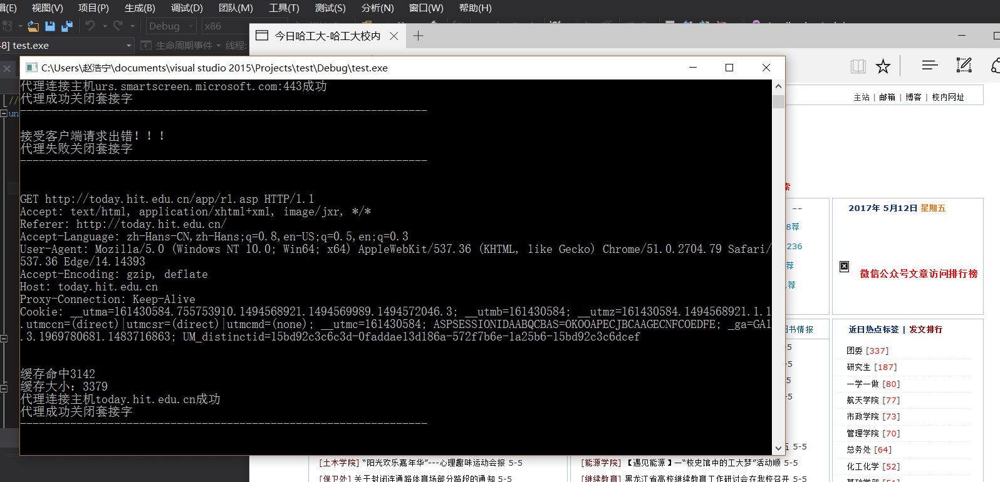 辑(E) 视图(V) 项目(P) 生成(B) 调试(D) 团队(M) 工具(T) 测试(S) 分析(N) 窗口(W) 帮助(H)
Debug x86
今日哈工大-哈工大校内
8] test.exe 生命周期事件 线程:
C:\Users\赵浩宁\documents\visual studio 2015\Projects\test\Debug\test.exe
代理连接主机urs.smartscreen.microsoft.com:443成功
代理成功关闭套接字
-----------------------------------------------------------------
接受客户端请求出错！！！
代理失败关闭套接字
-----------------------------------------------------------------
GET http://today.hit.edu.cn/app/rl.asp HTTP/1.1
Accept: text/html, application/xhtml+xml, image/jxr, */*
Referer: http://today.hit.edu.cn/
Accept-Language: zh-Hans-CN,zh-Hans;q=0.8,en-US;q=0.5,en;q=0.3
User-Agent: Mozilla/5.0 (Windows NT 10.0; Win64; x64) AppleWebKit/537.36 (KHTML, like Gecko) Chrome/51.0.2704.79 Safari/
537.36 Edge/14.14393
Accept-Encoding: gzip, deflate
Host: today.hit.edu.cn
Proxy-Connection: Keep-Alive
Cookie: __utma=161430584.755753910.1494568921.1494569989.1494572046.3; __utmb=161430584; __utmz=161430584.1494568921.1.1
.utmccn=(direct)|utmcsr=(direct)|utmcmd=(none); __utmc=161430584; ASPSESSIONIDAABQCBAS=OKOOAPECJBCAAGECNFCOEDFE; _ga=GA1
.3.1969780681.1483716863; UM_distinctid=15bd92c3c6c3d-0faddae13d186a-572f7b6e-1a25b6-15bd92c3c6dcef
缓存命中3142
缓存大小：3379
代理连接主机today.hit.edu.cn成功
代理成功关闭套接字
-----------------------------------------------------------------
//
un
主站 | 邮箱 | 博客 | 校内网址
索
8荐
236
荐
荐
2017年 5月12日 星期五
微信公众号文章访问排行榜
书情报
-5
-5
5
-5
五 5-5
近日热点标签 | 发文排行
团委 [337]
研究生 [187]
一学一做 [80]
航天学院 [77]
市政学院 [73]
管理学院 [70]
总务处 [64]
化工化学 [52]
基础学部 [51]
[土木学院] “阳光欢乐嘉年华”---心理趣味运动会报 5-5
[能源学院] 【遇见能源】—“校史馆中的工大梦”活动顺 5-5
[保卫处] 关于封闭连通路体育场部分路段的通知 5-5
[继续教育] 黑龙江省高校继续教育工作研讨会在我校召开 5-5